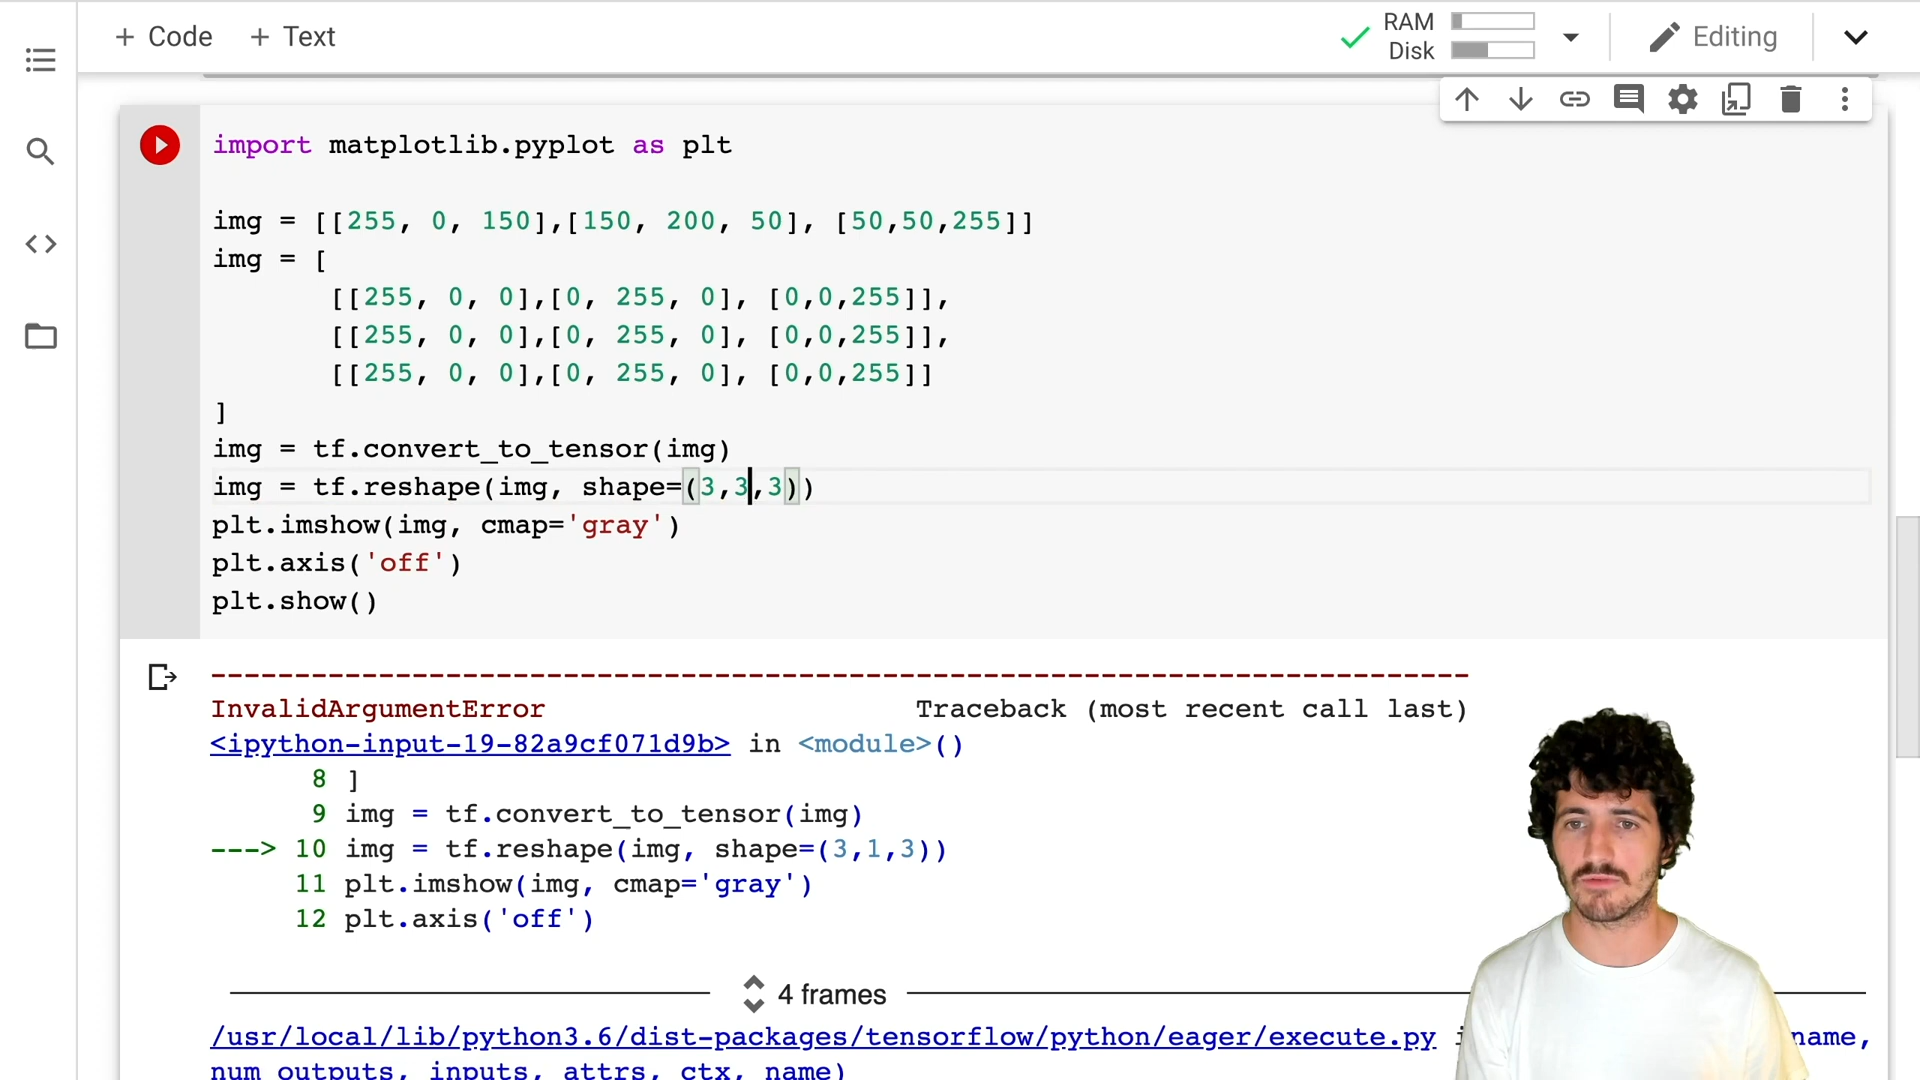 + Code + Text
RAM
Disk
Editing
import matplotlib.pyplot as plt
img = [[255, 0, 150],[150, 200, 50], [50,50,255]]
img = [
[[255, 0, 0],[0, 255, 0], [0,0,255]],
[[255, 0, 0],[0, 255, 0], [0,0,255]],
[[255, 0, 0],[0, 255, 0], [0,0,255]]
]
img = tf.convert_to_tensor(img)
img = tf.reshape(img, shape=(3,3,3))
plt.imshow(img, cmap='gray')
plt.axis('off')
plt.show()
---------------------------------------------------------------------------
InvalidArgumentError Traceback (most recent call last)
<ipython-input-19-82a9cf071d9b> in <module>()
8 ]
9 img = tf.convert_to_tensor(img)
---> 10 img = tf.reshape(img, shape=(3,1,3))
11 plt.imshow(img, cmap='gray')
12 plt.axis('off')
4 frames
/usr/local/lib/python3.6/dist-packages/tensorflow/python/eager/execute.py name,
num_outputs, inputs, attrs, ctx, name)